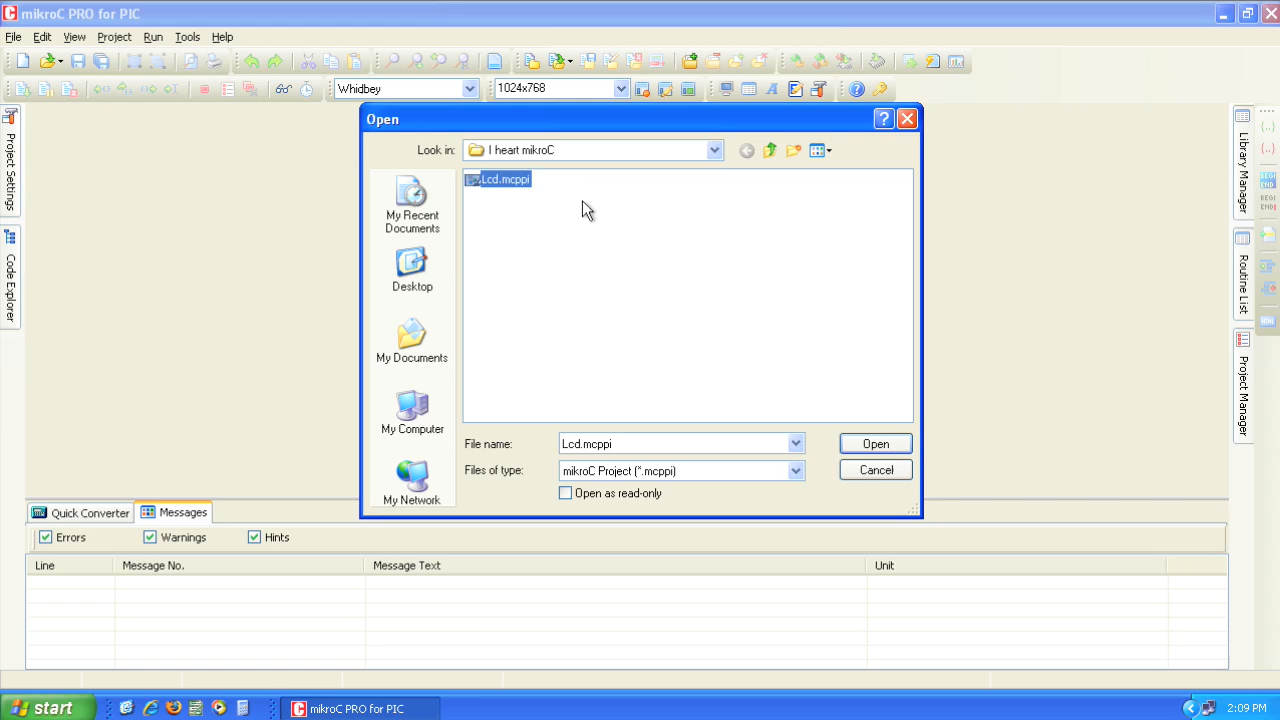 mikroC PRO for PIC
File Edit View Project Run Tools Help
Whidbey 1024x768
Open
Look in: I heart mikroC
Lcd.mcppi
My Recent Documents
Desktop
My Documents
My Computer
My Network
File name: Lcd.mcppi Open
Files of type: mikroC Project (*.mcppi) Cancel
Open as read-only
Project Settings
Code Explorer
Library Manager
Routine List
Project Manager
Quick Converter Messages
Errors Warnings Hints
Line Message No. Message Text Unit
start mikroC PRO for PIC 2:09 PM